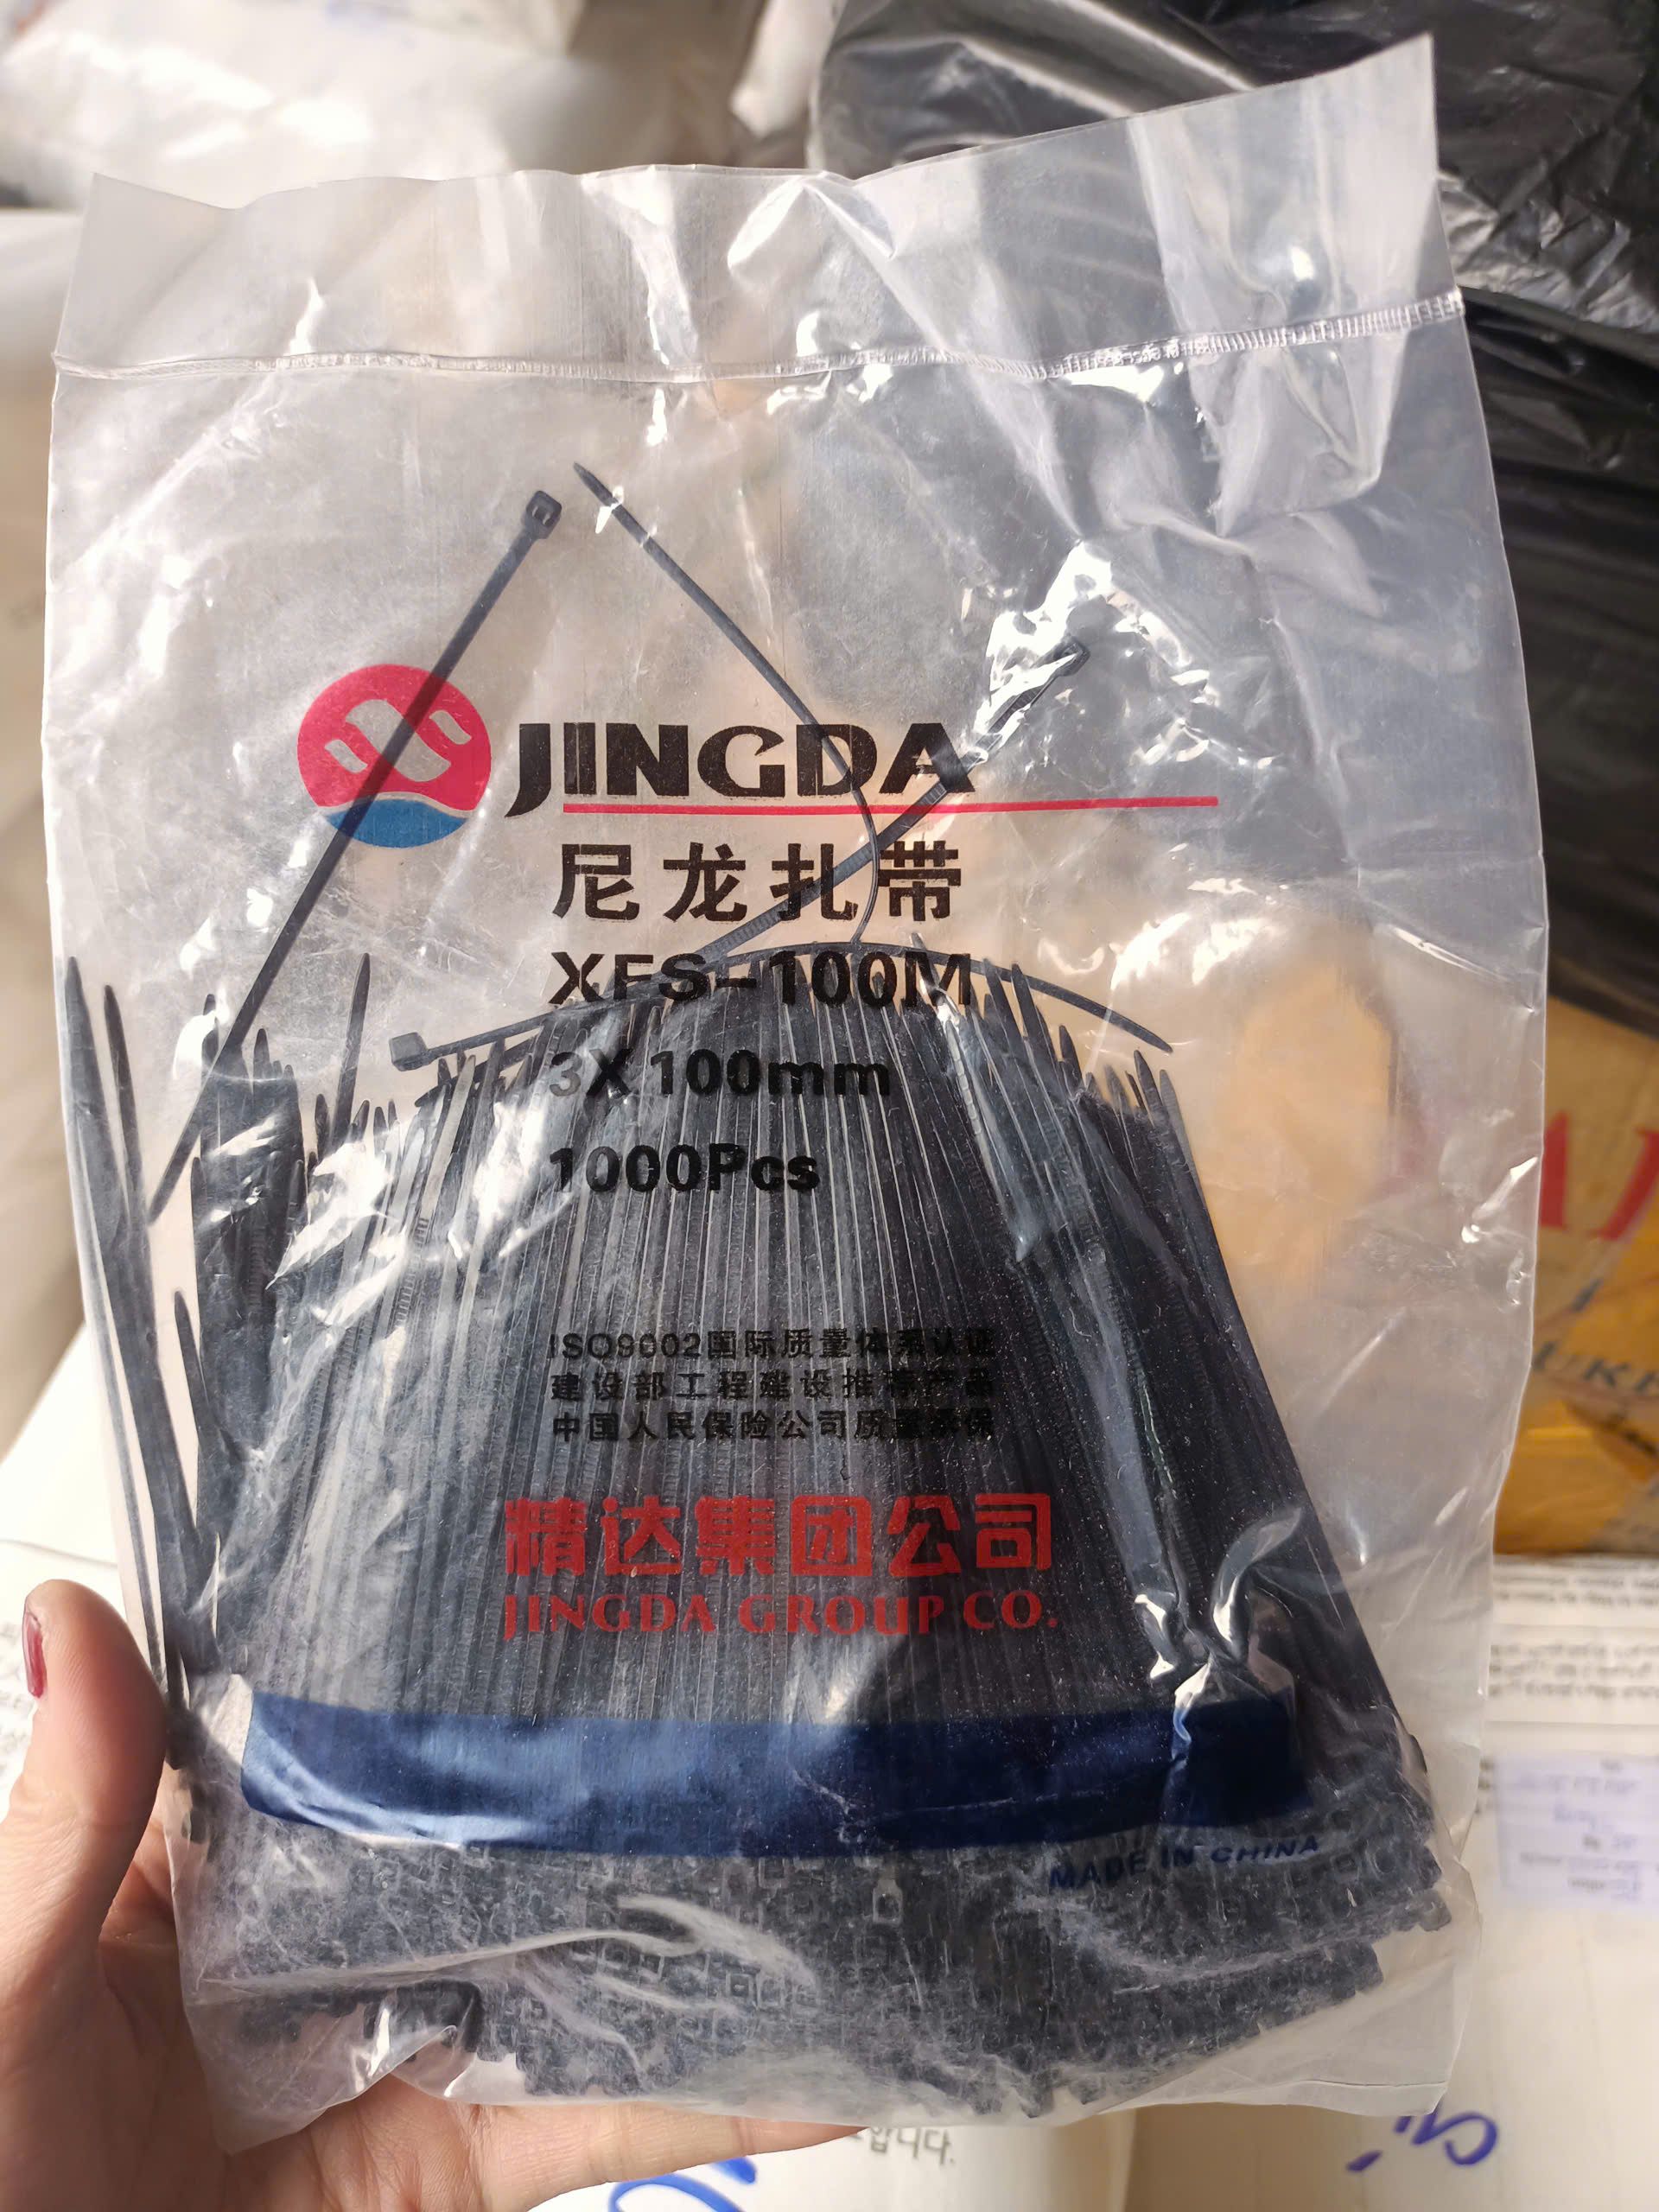 JINGDA
尼龙扎带
XFS-100M
3X100mm
1000Pcs
ISO9002国际质量体系认证
建设部工程建设推荐产品
中国人民保险公司质量承保
精达集团公司
JINGDA GROUP CO.
MADE IN CHINA
합니다.